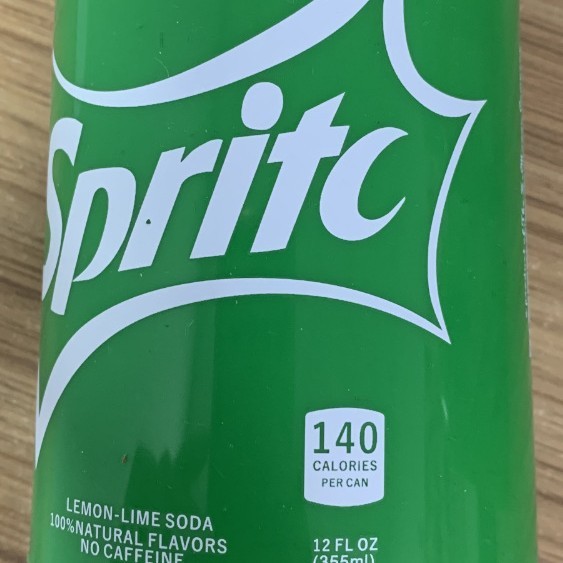 Spritc
140
CALORIES
PER CAN
LEMON-LIME SODA
100% NATURAL FLAVORS
NO CAFFEINE
12 FL OZ
(355ml)